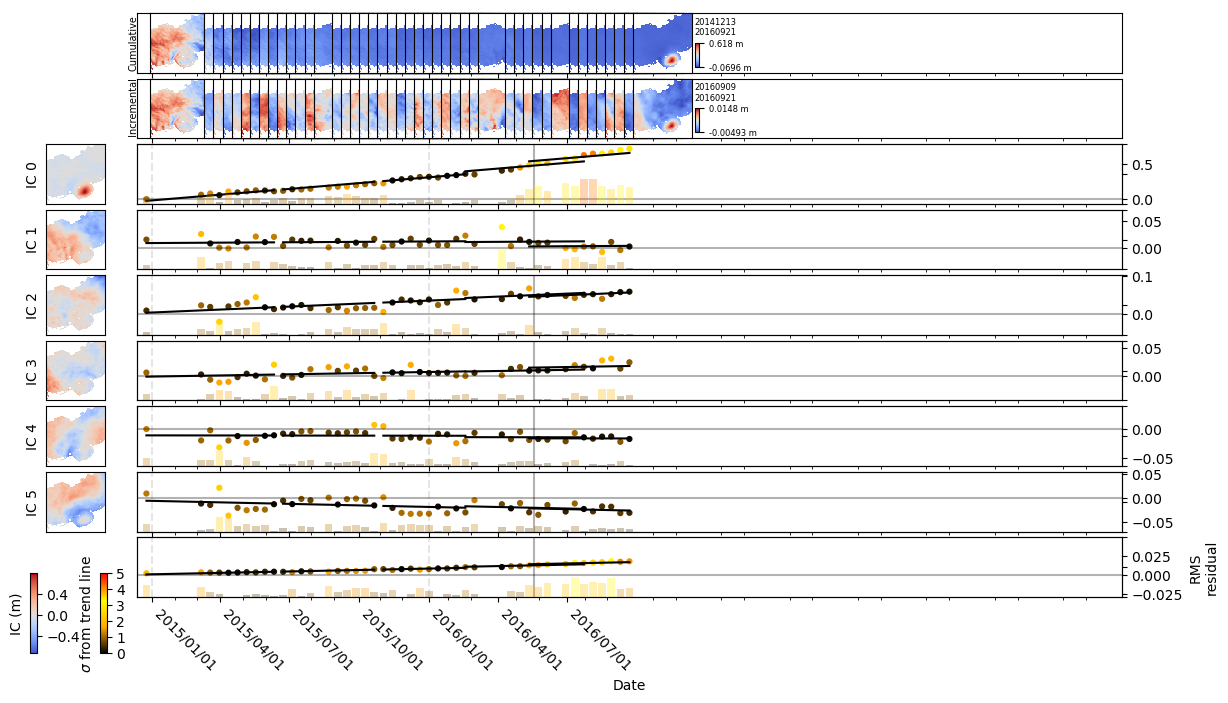 Cumulative
20141213
20160921
0.618 m
-0.0696 m
Incremental
20160909
20160921
0.0148 m
-0.00493 m
IC 0
0.5
0.0
IC 1
0.05
0.00
IC 2
0.1
0.0
IC 3
0.05
0.00
IC 4
0.00
−0.05
IC 5
0.05
0.00
−0.05
0.025
0.000
−0.025
RMS
residual
IC (m)
0.4
0.0
−0.4
σ from trend line
5
4
3
2
1
0
2015/01/01
2015/04/01
2015/07/01
2015/10/01
2016/01/01
2016/04/01
2016/07/01
Date